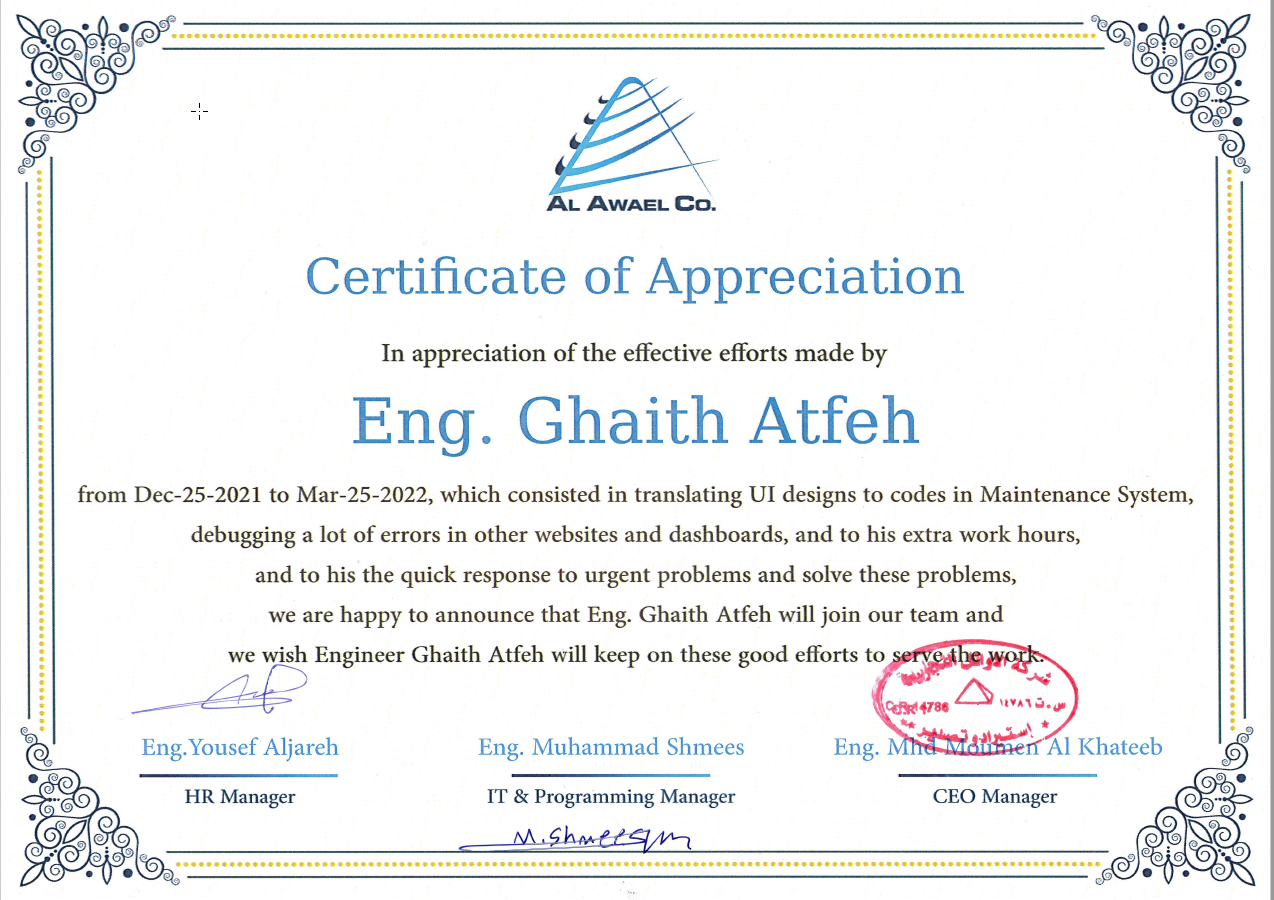 AL AWAEL CO.
Certificate of Appreciation
In appreciation of the effective efforts made by
Eng. Ghaith Atfeh
from Dec-25-2021 to Mar-25-2022, which consisted in translating UI designs to codes in Maintenance System,
debugging a lot of errors in other websites and dashboards, and to his extra work hours,
and to his the quick response to urgent problems and solve these problems,
we are happy to announce that Eng. Ghaith Atfeh will join our team and
we wish Engineer Ghaith Atfeh will keep on these good efforts to serve the work.
شركة الاوائل التجارية
14786 س.ت ١٤٧٨٦
استيراد و تصدير
Eng.Yousef Aljareh
Eng. Muhammad Shmees
Eng. Mhd Moumen Al Khateeb
HR Manager
IT & Programming Manager
CEO Manager
M.Shmees